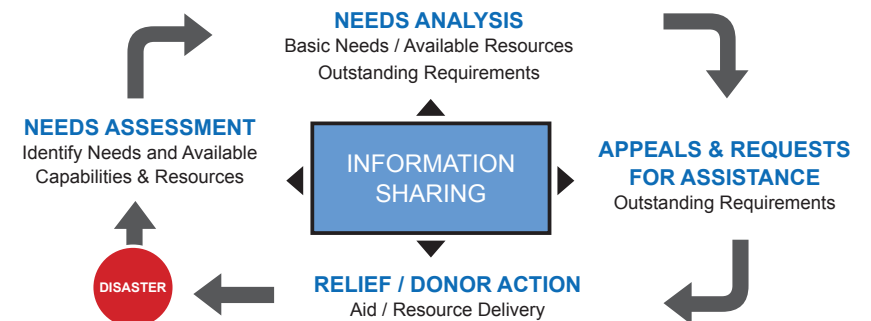 NEEDS ANALYSIS
Basic Needs / Available Resources
Outstanding Requirements
NEEDS ASSESSMENT
Identify Needs and Available
Capabilities & Resources
INFORMATION
SHARING
APPEALS & REQUESTS
FOR ASSISTANCE
Outstanding Requirements
DISASTER
RELIEF / DONOR ACTION
Aid / Resource Delivery